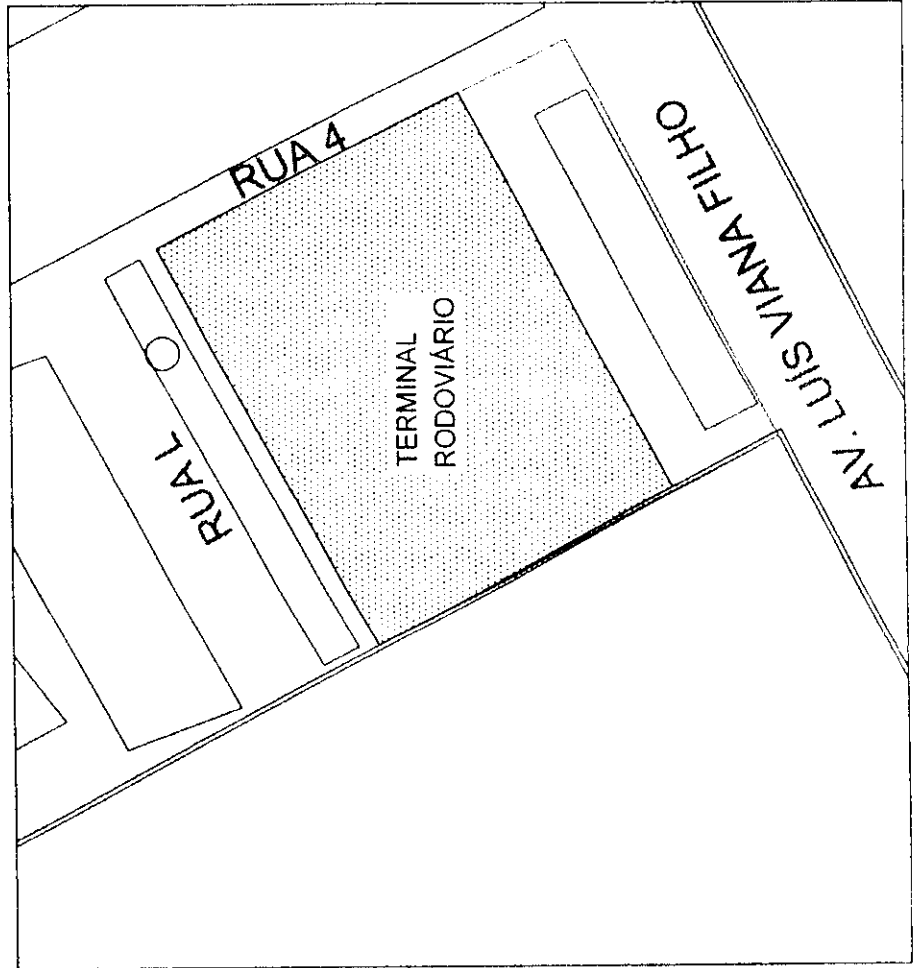 RUA 4
RUA L
TERMINAL
RODOVIÁRIO
AV. LUÍS VIANA FILHO